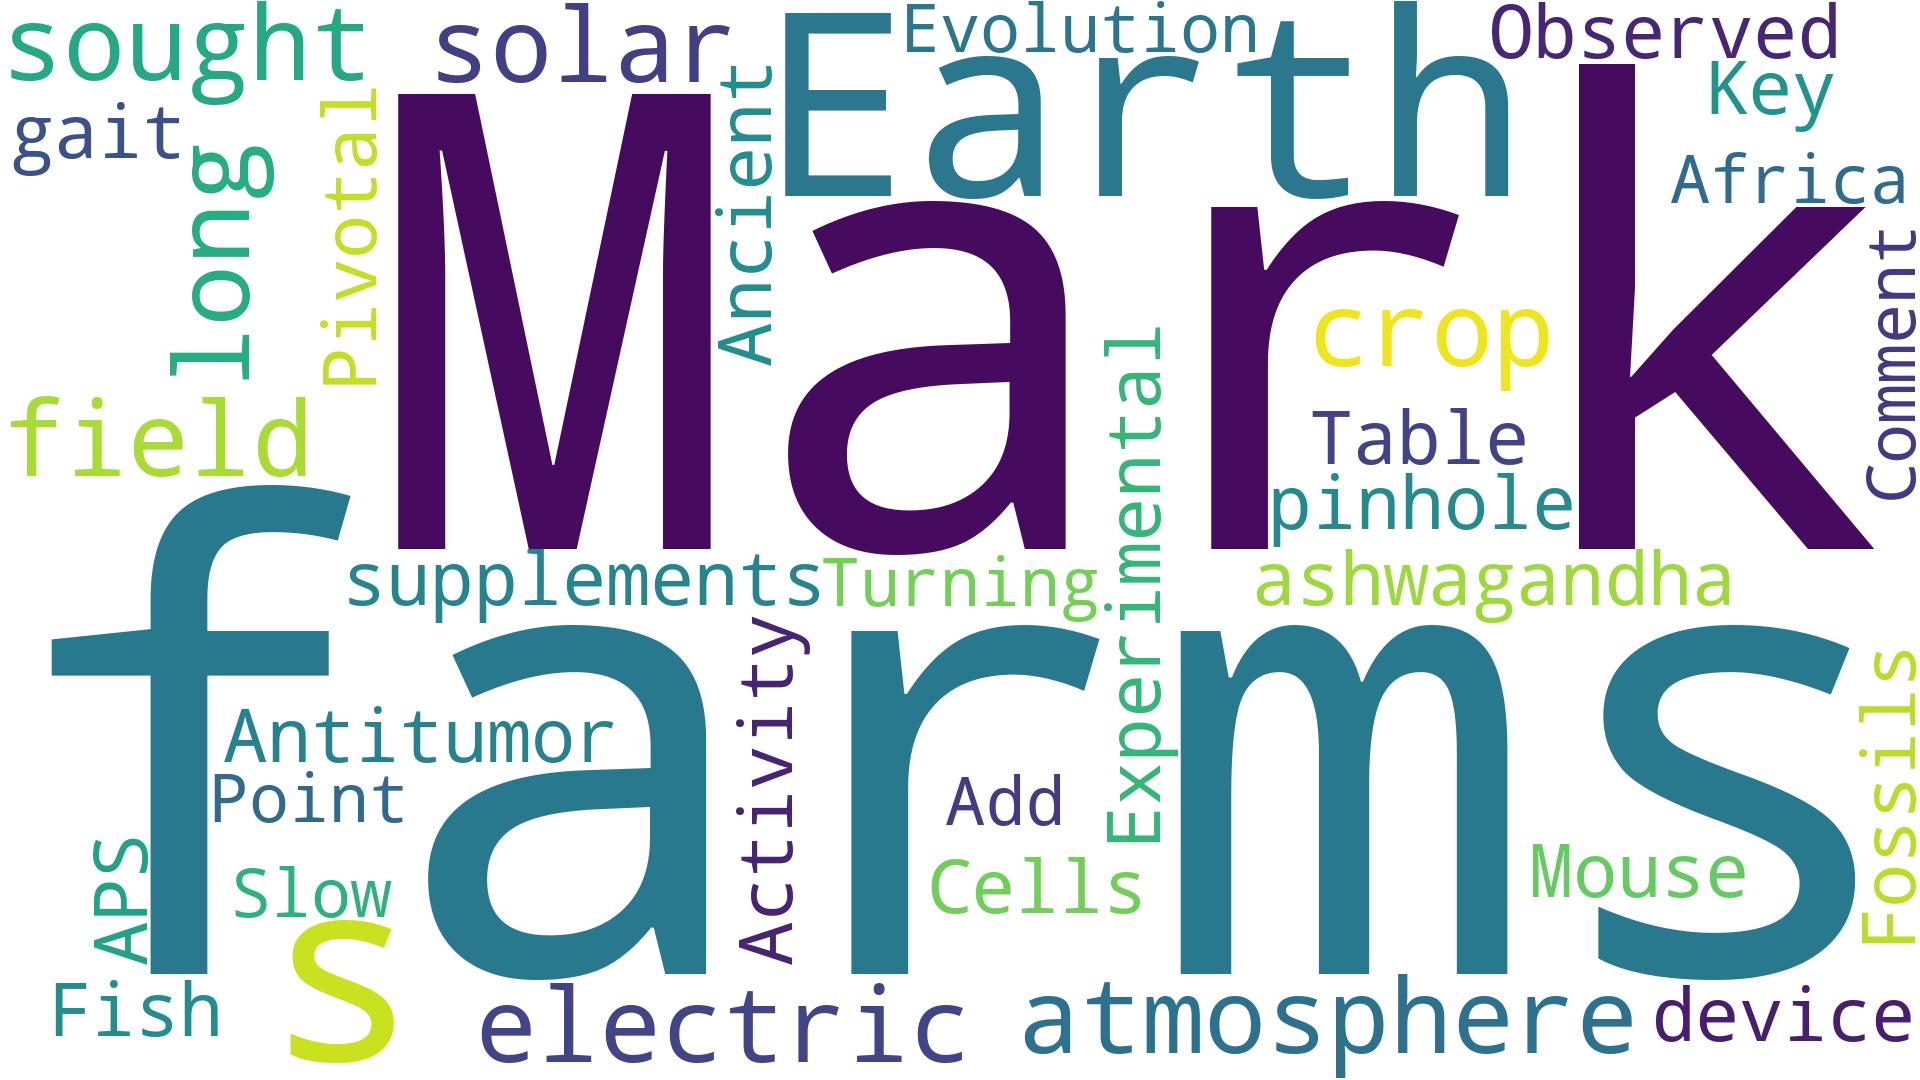 sought
solar
Evolution
Observed
Earth
Key
gait
long
Pivotal
Ancient
Mark
Africa
Comment
crop
field
Table
pinhole
Experimental
supplements
Turning
ashwagandha
farms
Antitumor
Activity
Fossils
Point
Add
APS
Slow
Cells
Mouse
s
Fish
electric
atmosphere
device